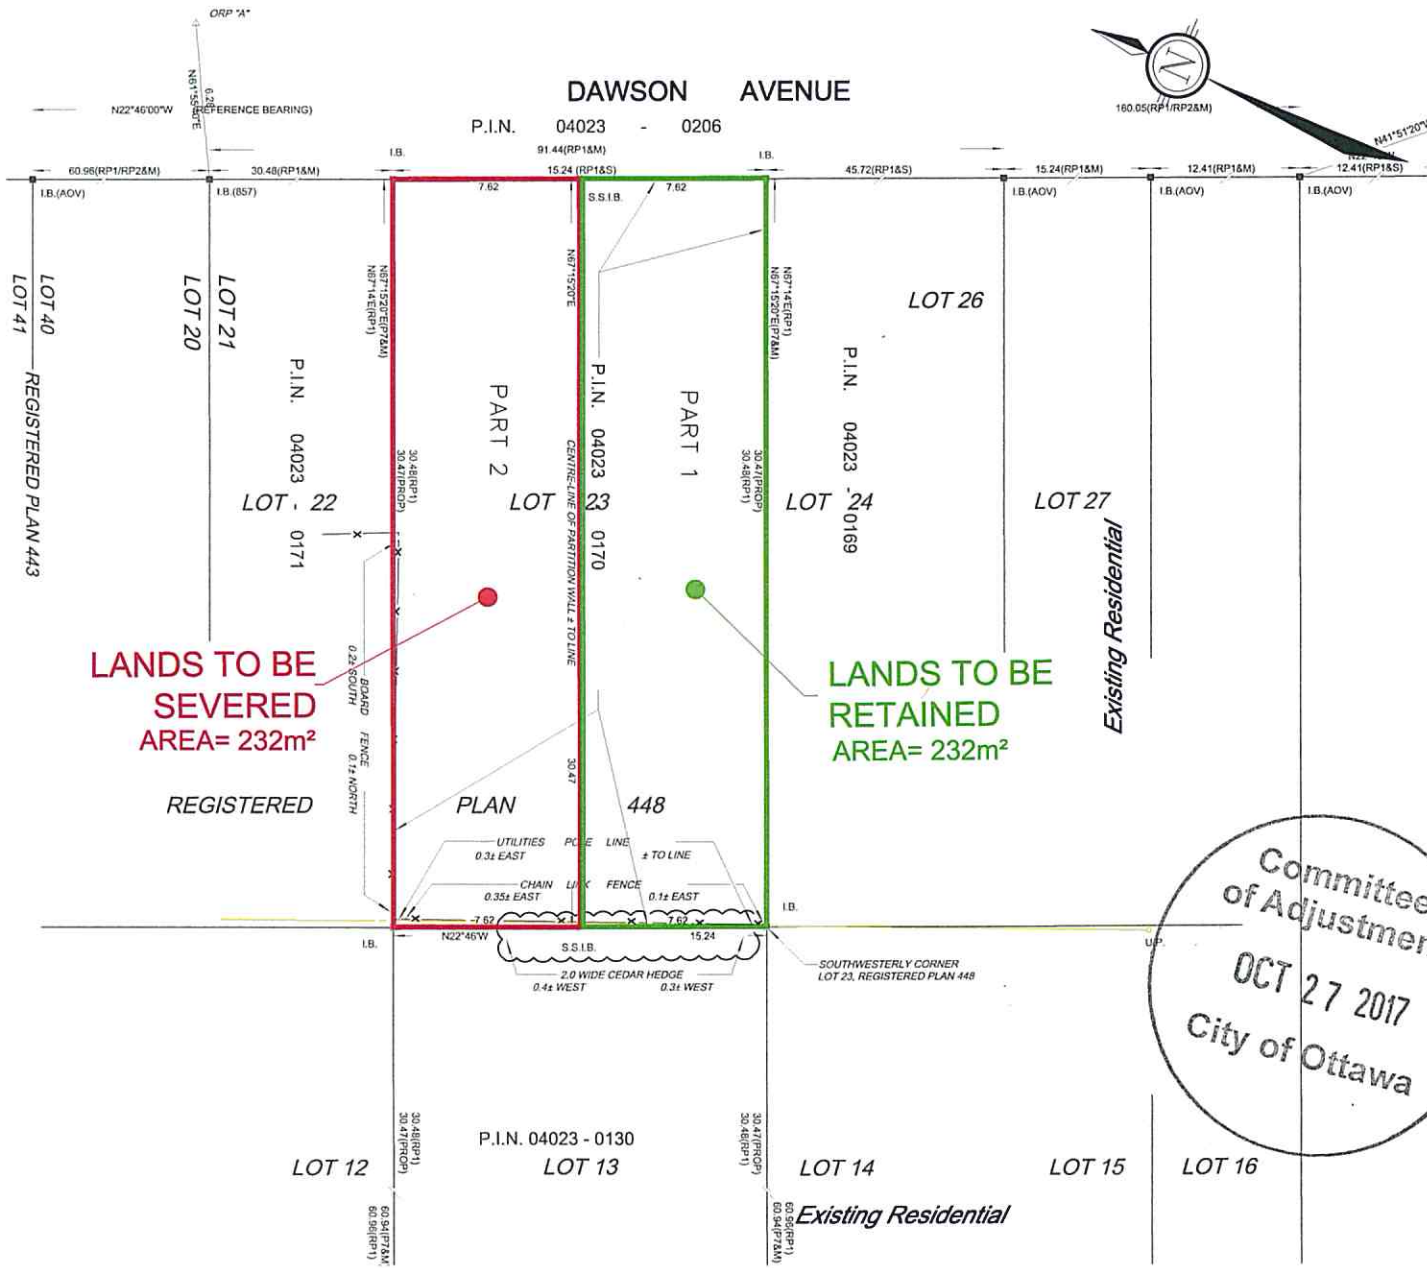 ORP "A"
N61°55'40"E
6.28
N22°46'00"W (REFERENCE BEARING)
DAWSON AVENUE
P.I.N. 04023 - 0206
N
160.05(RP1/RP2&M)
N41°51'20"W
91.44(RP1&M)
I.B.
I.B.
60.96(RP1/RP2&M)
30.48(RP1&M)
15.24 (RP1&S)
45.72(RP1&S)
15.24(RP1&M)
12.41(RP1&M)
12.41(RP1&S)
I.B.(AOV)
I.B.(857)
7.62
7.62
S.S.I.B.
I.B.(AOV)
I.B.(AOV)
I.B.(AOV)
LOT 40
LOT 41
LOT 21
LOT 20
N67°15'20"E(P7&M)
N67°14'E(RP1)
N67°15'20"E
N67°14'E(RP1)
N67°15'20"E(P7&M)
LOT 26
REGISTERED PLAN 443
P.I.N. 04023 - 0171
PART 2
P.I.N. 04023 - 0170
PART 1
P.I.N. 04023 - 0169
30.48(RP1)
30.47(PROP)
CENTRE-LINE OF PARTITION WALL ± TO LINE
30.47(PROP)
30.48(RP1)
LOT 22
LOT 23
LOT 24
LOT 27
Existing Residential
LANDS TO BE
SEVERED
AREA= 232m²
LANDS TO BE
RETAINED
AREA= 232m²
BOARD FENCE
0.2± SOUTH
0.1± NORTH
30.47
REGISTERED PLAN 448
UTILITIES POLE LINE
0.3± EAST
± TO LINE
CHAIN LINK FENCE
0.35± EAST
0.1± EAST
I.B.
7.62
7.62
I.B.
N22°46'W
S.S.I.B.
15.24
U.P.
2.0 WIDE CEDAR HEDGE
0.4± WEST
0.3± WEST
SOUTHWESTERLY CORNER
LOT 23, REGISTERED PLAN 448
Committee
of Adjustmen
OCT 27 2017
City of Ottawa
30.48(RP1)
30.47(PROP)
P.I.N. 04023 - 0130
30.47(PROP)
30.48(RP1)
LOT 12
LOT 13
LOT 14
LOT 15
LOT 16
60.94(P7&M)
60.96(RP1)
60.96(RP1)
60.94(P7&M)
Existing Residential